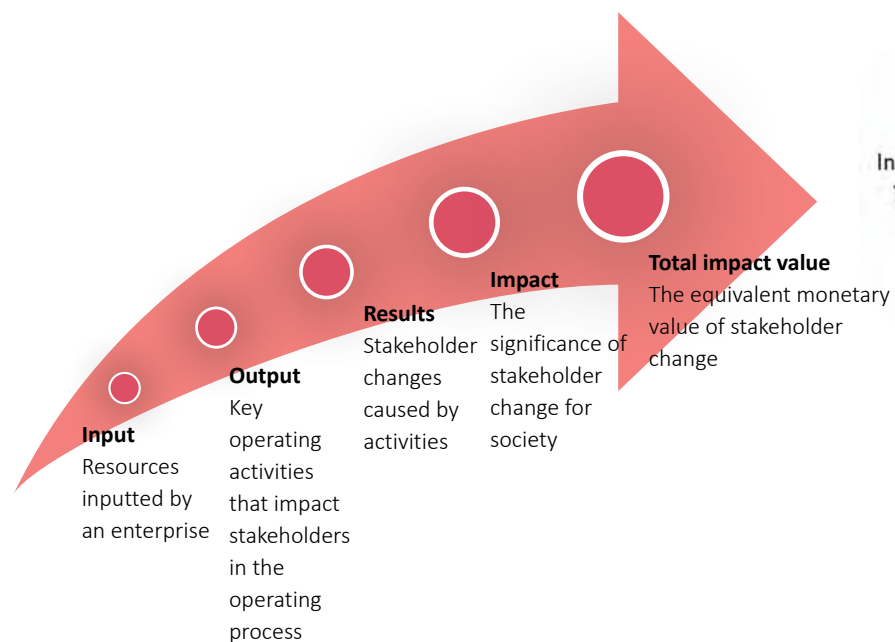 Input
Resources
inputted by
an enterprise
Output
Key
operating
activities
that impact
stakeholders
in the
operating
process
Results
Stakeholder
changes
caused by
activities
Impact
The
significance of
stakeholder
change for
society
Total impact value
The equivalent monetary
value of stakeholder
change
In